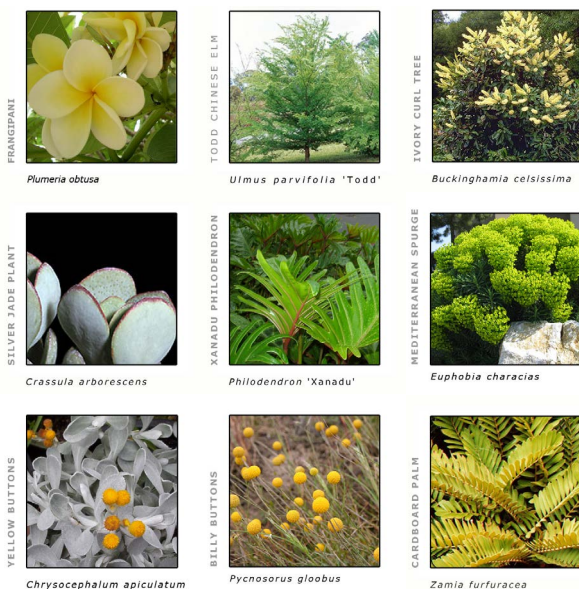 FRANGIPANI
Plumeria obtusa
TODD CHINESE ELM
Ulmus parvifolia 'Todd'
IVORY CURL TREE
Buckinghamia celsissima
SILVER JADE PLANT
Crassula arborescens
XANADU PHILODENDRON
Philodendron 'Xanadu'
MEDITERRANEAN SPURGE
Euphobia characias
YELLOW BUTTONS
Chrysocephalum apiculatum
BILLY BUTTONS
Pycnosorus gloobus
CARDBOARD PALM
Zamia furfuracea